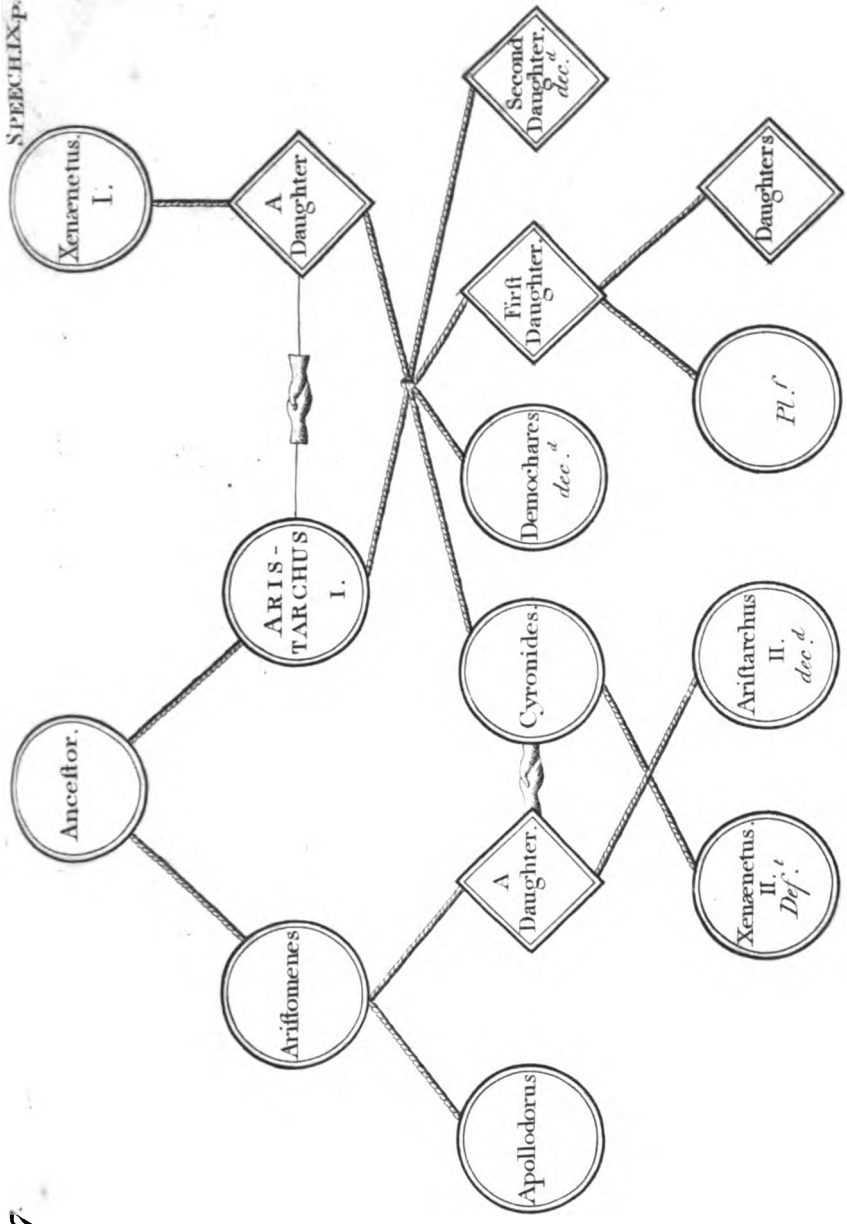 SPEECH.IX.p.
Anceſtor.
Xenænetus.
I.
Ariſtomenes
ARIS-
TARCHUS
I.
A
Daughter
Apollodorus
A
Daughter.
Cyronides.
Demochares
dec.d
Firſt
Daughter.
Second
Daughter.
dec.d
Xenænetus.
II.
Def.t
Ariſtarchus
II.
dec.d
Pl.f
Daughters